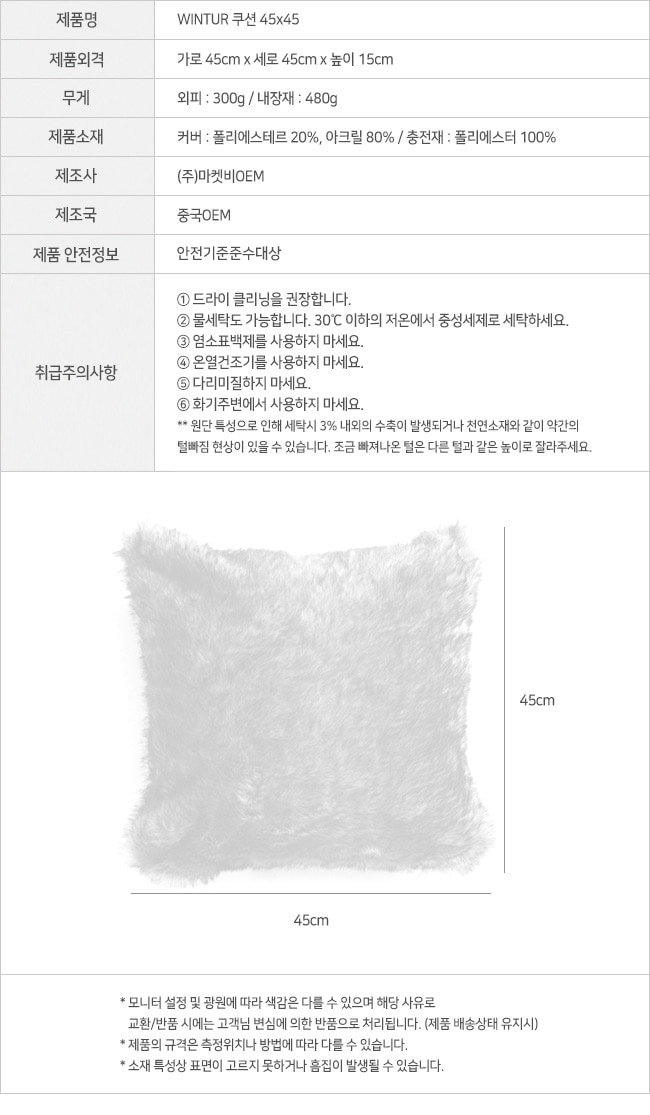 제품명 WINTUR 쿠션 45x45
제품외격 가로 45cm x 세로 45cm x 높이 15cm
무게 외피 : 300g / 내장재 : 480g
제품소재 커버 : 폴리에스테르 20%, 아크릴 80% / 충전재 : 폴리에스터 100%
제조사 (주)마켓비OEM
제조국 중국OEM
제품 안전정보 안전기준준수대상
취급주의사항
① 드라이 클리닝을 권장합니다.
② 물세탁도 가능합니다. 30℃ 이하의 저온에서 중성세제로 세탁하세요.
③ 염소표백제를 사용하지 마세요.
④ 온열건조기를 사용하지 마세요.
⑤ 다리미질하지 마세요.
⑥ 화기주변에서 사용하지 마세요.
** 원단 특성으로 인해 세탁시 3% 내외의 수축이 발생되거나 천연소재와 같이 약간의
털빠짐 현상이 있을 수 있습니다. 조금 빠져나온 털은 다른 털과 같은 높이로 잘라주세요.
45cm
45cm
* 모니터 설정 및 광원에 따라 색감은 다를 수 있으며 해당 사유로
교환/반품 시에는 고객님 변심에 의한 반품으로 처리됩니다. (제품 배송상태 유지시)
* 제품의 규격은 측정위치나 방법에 따라 다를 수 있습니다.
* 소재 특성상 표면이 고르지 못하거나 흠집이 발생될 수 있습니다.